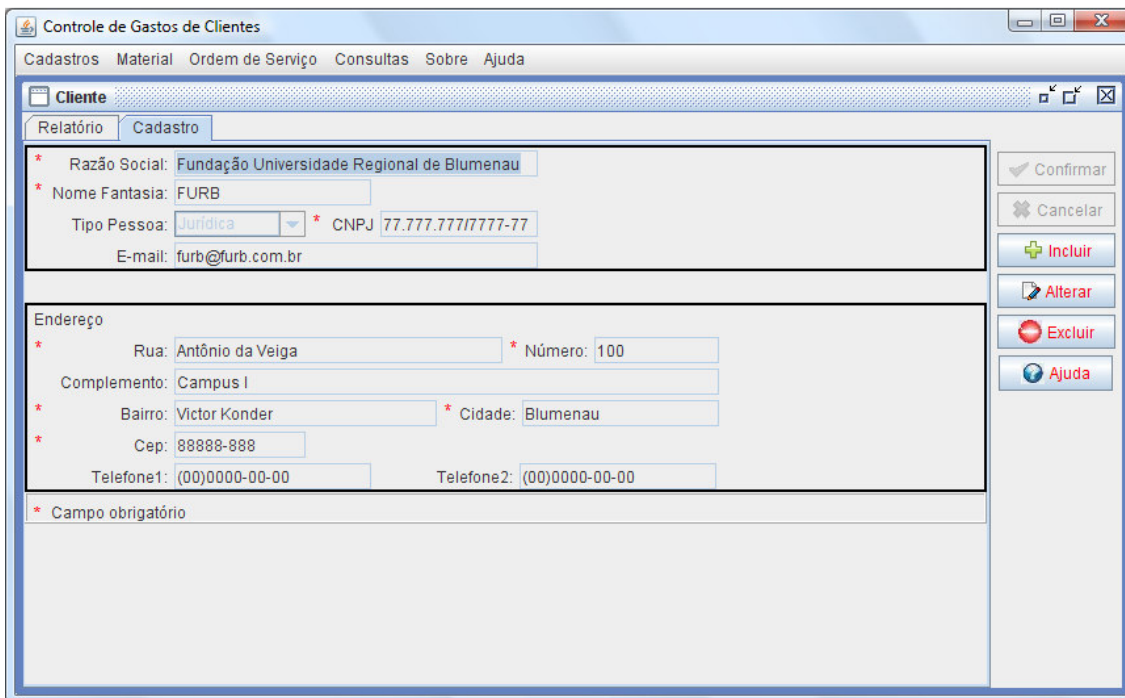 Controle de Gastos de Clientes
Cadastros Material Ordem de Serviço Consultas Sobre Ajuda
Cliente
Relatório Cadastro
* Razão Social: Fundação Universidade Regional de Blumenau
* Nome Fantasia: FURB
Tipo Pessoa: Jurídica * CNPJ 77.777.777/7777-77
E-mail: furb@furb.com.br
Endereço
* Rua: Antônio da Veiga * Número: 100
Complemento: Campus I
* Bairro: Victor Konder * Cidade: Blumenau
* Cep: 88888-888
Telefone1: (00)0000-00-00 Telefone2: (00)0000-00-00
* Campo obrigatório
Confirmar
Cancelar
Incluir
Alterar
Excluir
Ajuda